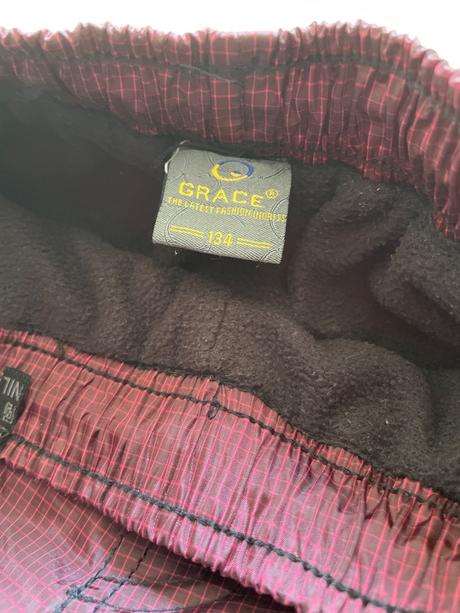 GRACE®
THE LATEST FASHION INDRESS
134